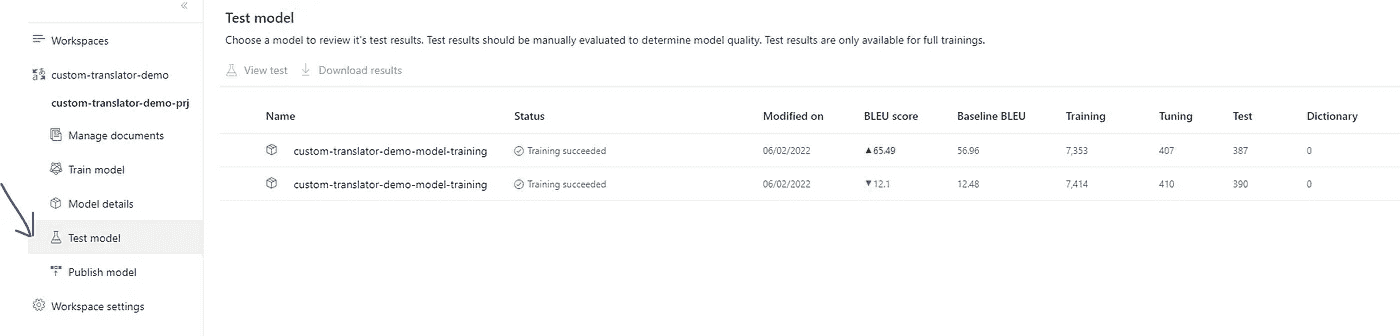 «
Workspaces
custom-translator-demo
custom-translator-demo-prj
Manage documents
Train model
Model details
Test model
Publish model
Workspace settings
Test model
Choose a model to review it's test results. Test results should be manually evaluated to determine model quality. Test results are only available for full trainings.
View test Download results
Name Status Modified on BLEU score Baseline BLEU Training Tuning Test Dictionary
custom-translator-demo-model-training Training succeeded 06/02/2022 ▲65.49 56.96 7,353 407 387 0
custom-translator-demo-model-training Training succeeded 06/02/2022 ▼12.1 12.48 7,414 410 390 0